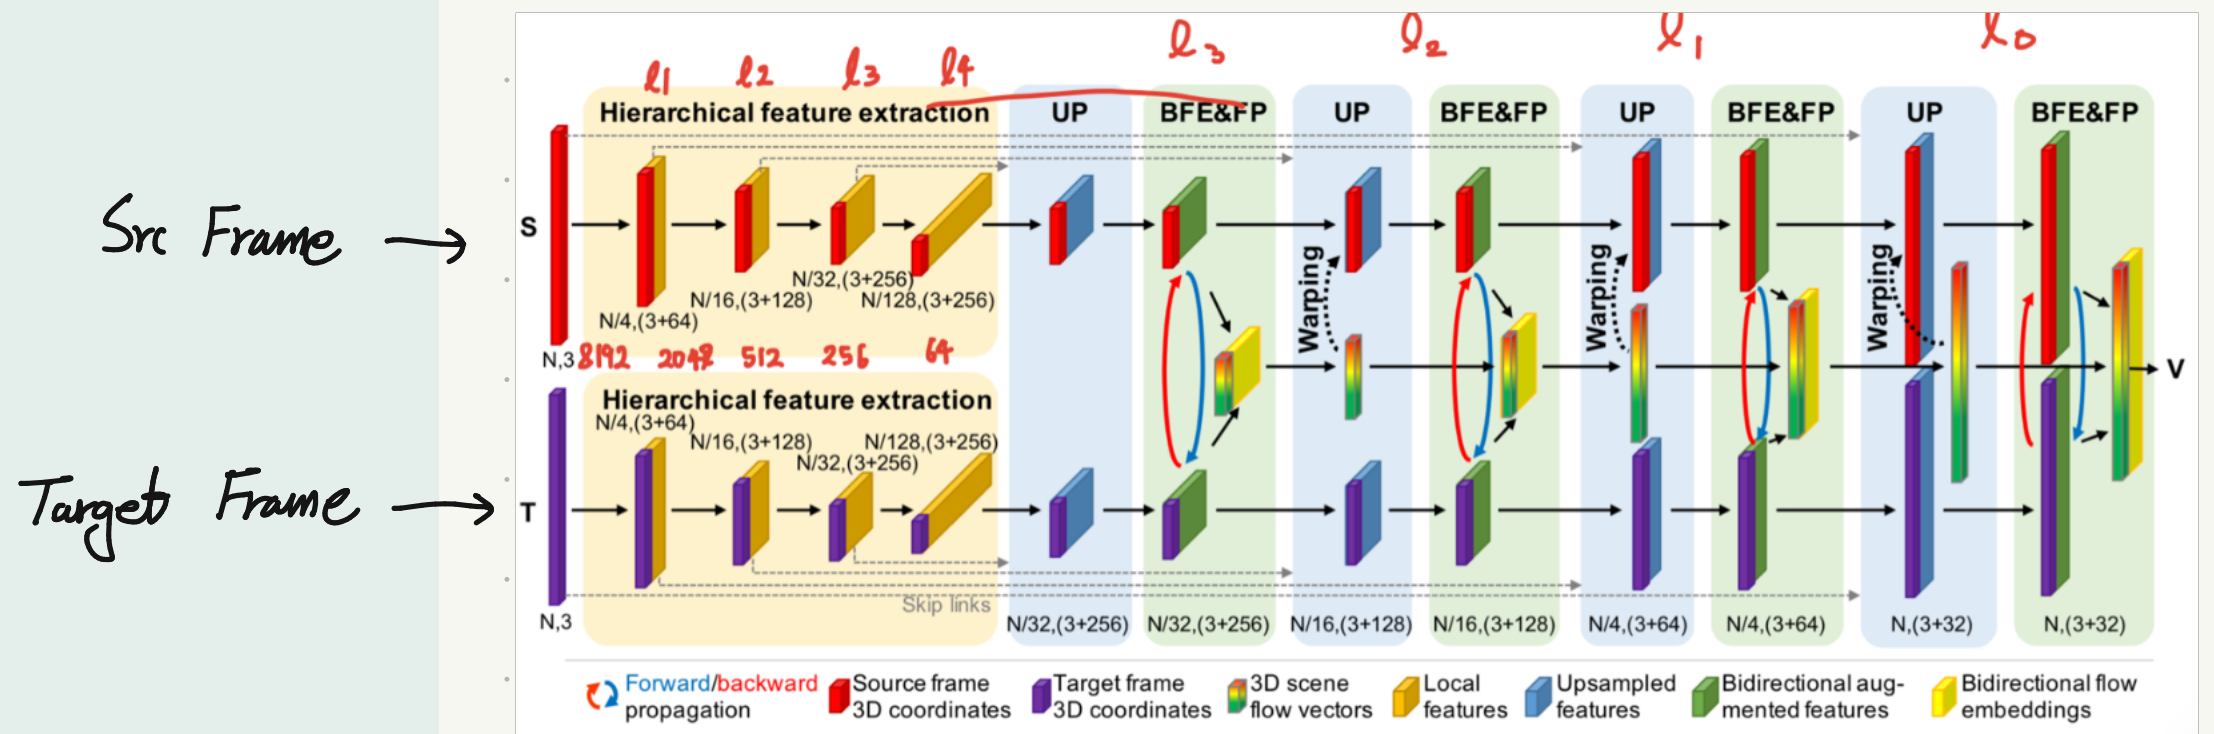 l3 l2 l1 l0
l1 l2 l3 l4
Hierarchical feature extraction UP BFE&FP UP BFE&FP UP BFE&FP UP BFE&FP
Src Frame →
S
N/32,(3+256)
N/16,(3+128) N/128,(3+256)
N/4,(3+64)
Warping Warping Warping
N,3
8192 2048 512 256 64
V
Hierarchical feature extraction
N/4,(3+64)
N/16,(3+128) N/128,(3+256)
N/32,(3+256)
Target Frame →
T
Skip links
N,3 N/32,(3+256) N/32,(3+256) N/16,(3+128) N/16,(3+128) N/4,(3+64) N/4,(3+64) N,(3+32) N,(3+32)
Forward/backward
propagation
Source frame
3D coordinates
Target frame
3D coordinates
3D scene
flow vectors
Local
features
Upsampled
features
Bidirectional aug-
mented features
Bidirectional flow
embeddings